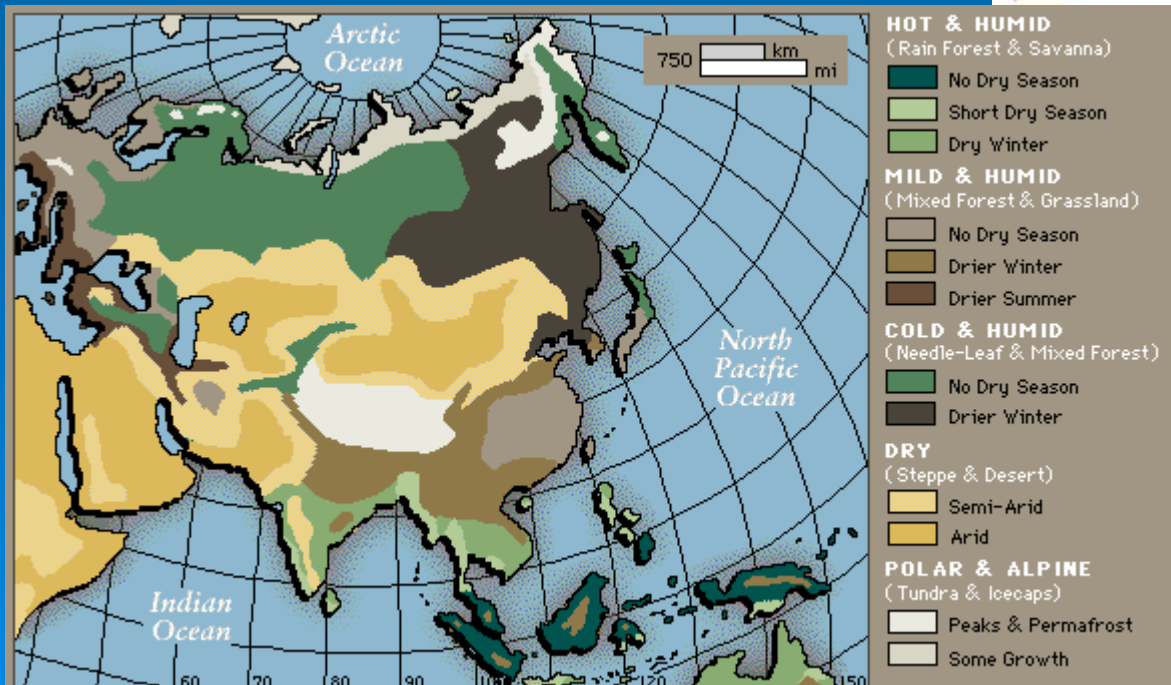 Arctic
Ocean
750 km
mi
North
Pacific
Ocean
Indian
Ocean
60 70 80 90 100 120 150
HOT & HUMID
(Rain Forest & Savanna)
No Dry Season
Short Dry Season
Dry Winter
MILD & HUMID
(Mixed Forest & Grassland)
No Dry Season
Drier Winter
Drier Summer
COLD & HUMID
(Needle-Leaf & Mixed Forest)
No Dry Season
Drier Winter
DRY
(Steppe & Desert)
Semi-Arid
Arid
POLAR & ALPINE
(Tundra & Icecaps)
Peaks & Permafrost
Some Growth